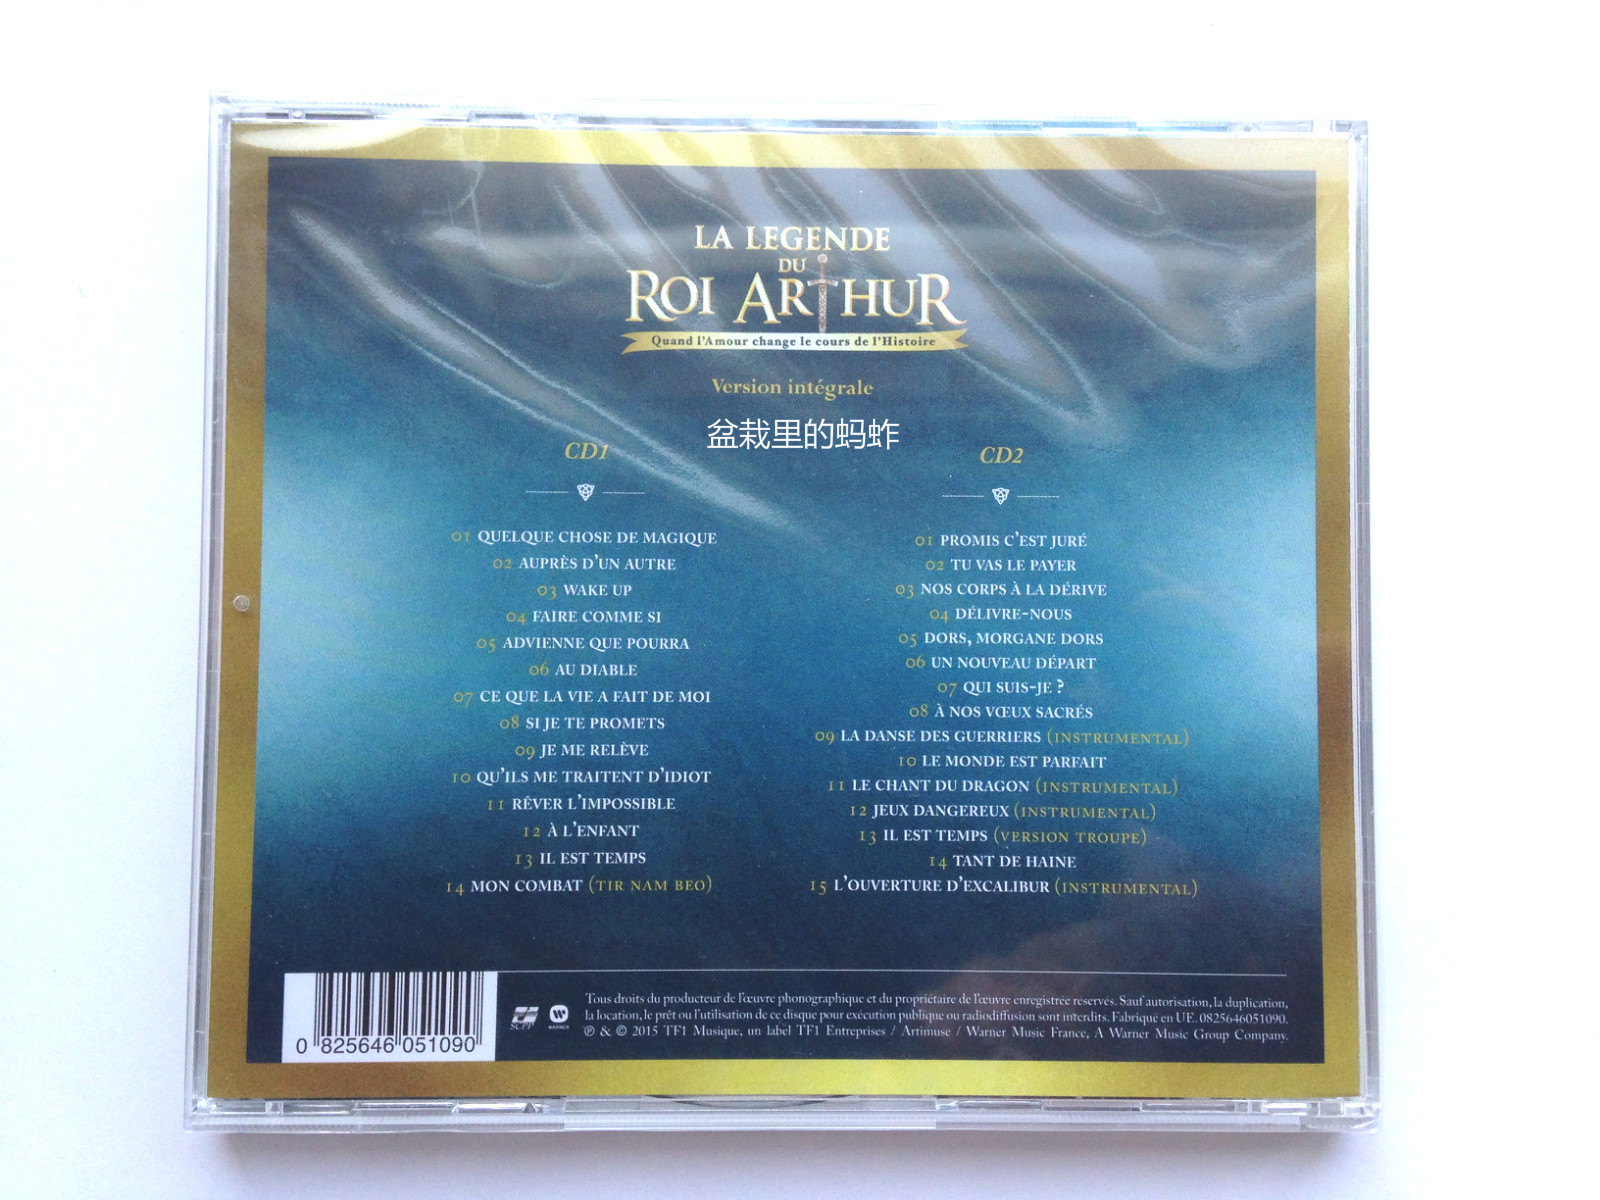 LA LEGENDE
DU
ROI ARTHUR
Quand l'Amour change le cours de l'Histoire
Version intégrale
盆栽里的蚂蚱
CD1
01 QUELQUE CHOSE DE MAGIQUE
02 AUPRÈS D'UN AUTRE
03 WAKE UP
04 FAIRE COMME SI
05 ADVIENNE QUE POURRA
06 AU DIABLE
07 CE QUE LA VIE A FAIT DE MOI
08 SI JE TE PROMETS
09 JE ME RELÈVE
10 QU'ILS ME TRAITENT D'IDIOT
11 RÊVER L'IMPOSSIBLE
12 À L'ENFANT
13 IL EST TEMPS
14 MON COMBAT (TIR NAM BEO)
CD2
01 PROMIS C'EST JURÉ
02 TU VAS LE PAYER
03 NOS CORPS À LA DÉRIVE
04 DÉLIVRE-NOUS
05 DORS, MORGANE DORS
06 UN NOUVEAU DÉPART
07 QUI SUIS-JE ?
08 À NOS VŒUX SACRÉS
09 LA DANSE DES GUERRIERS (INSTRUMENTAL)
10 LE MONDE EST PARFAIT
11 LE CHANT DU DRAGON (INSTRUMENTAL)
12 JEUX DANGEREUX (INSTRUMENTAL)
13 IL EST TEMPS (VERSION TROUPE)
14 TANT DE HAINE
15 L'OUVERTURE D'EXCALIBUR (INSTRUMENTAL)
0 825646 051090
SCPP
WARNER
Tous droits du producteur de l'œuvre phonographique et du propriétaire de l'œuvre enregistrée réservés. Sauf autorisation, la duplication,
la location, le prêt ou l'utilisation de ce disque pour exécution publique ou radiodiffusion sont interdits. Fabriqué en UE. 0825646051090.
℗ & © 2015 TF1 Musique, un label TF1 Entreprises / Artimuse / Warner Music France, A Warner Music Group Company.